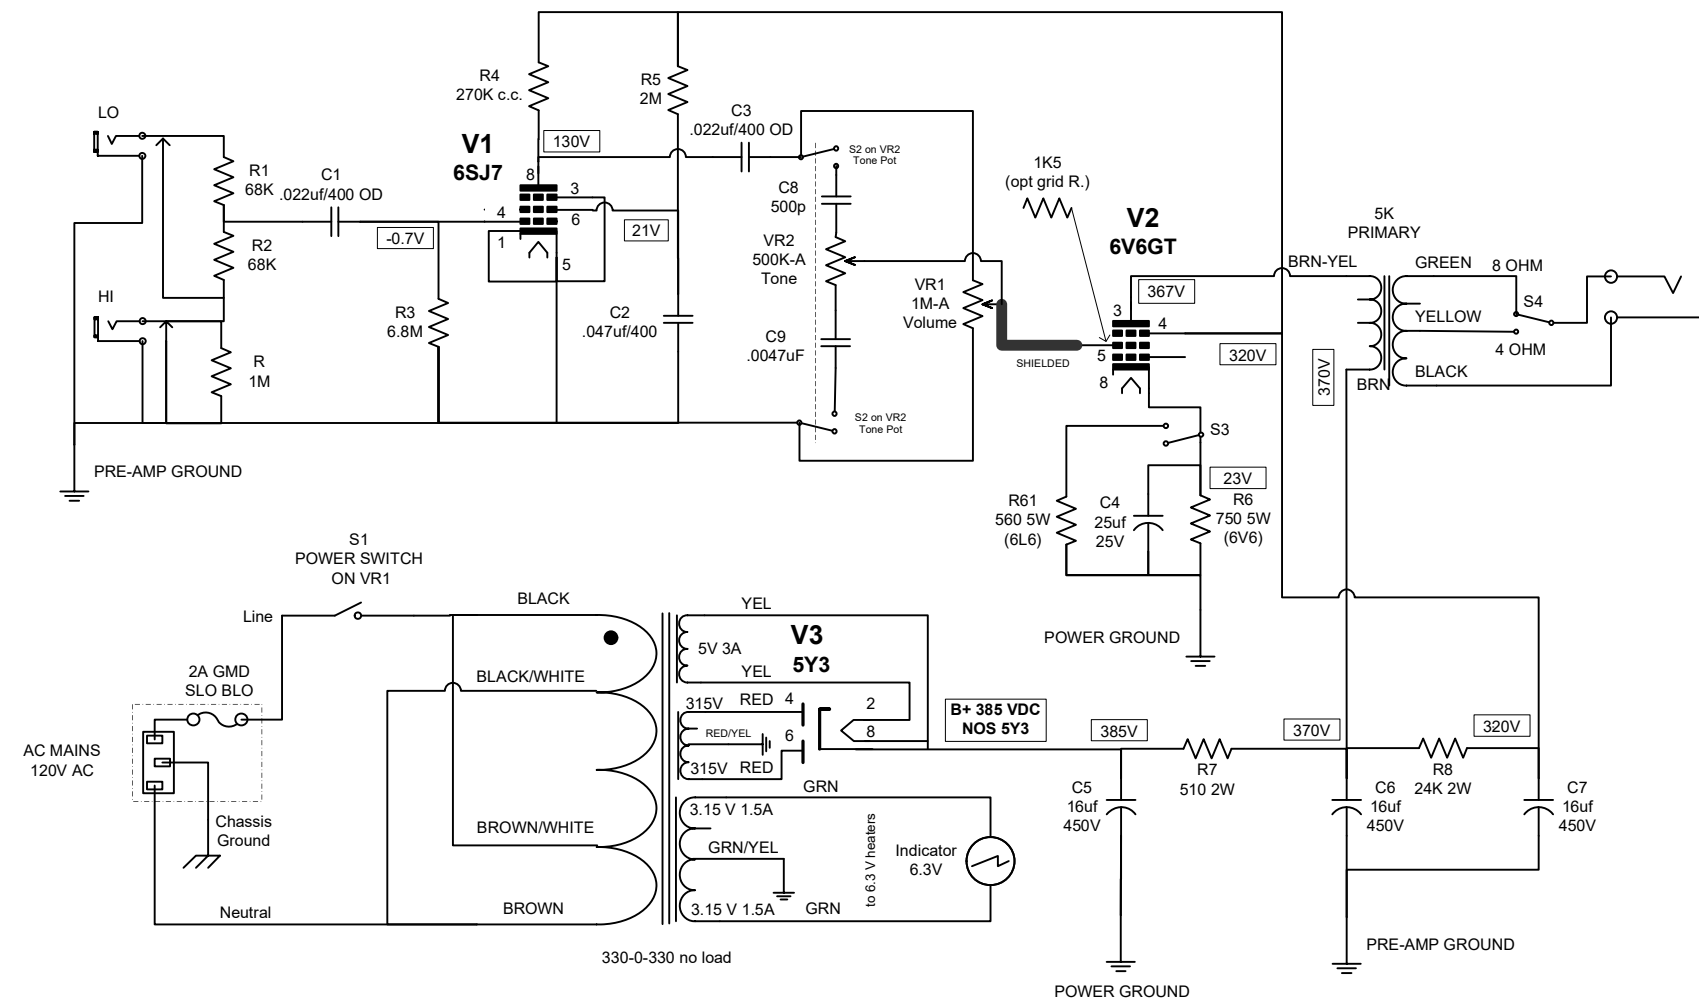 LO
R1
68K
C1
.022uf/400 OD
R2
68K
HI
R
1M
-0.7V
R3
6.8M
PRE-AMP GROUND
R4
270K c.c.
R5
2M
V1
6SJ7
130V
8
3
4
6
1
5
21V
C2
.047uf/400
C3
.022uf/400 OD
S2 on VR2
Tone Pot
C8
500p
VR2
500K-A
Tone
C9
.0047uF
S2 on VR2
Tone Pot
VR1
1M-A
Volume
SHIELDED
1K5
(opt grid R.)
V2
6V6GT
367V
3
4
5
8
320V
S3
23V
R61
560 5W
(6L6)
C4
25uf
25V
R6
750 5W
(6V6)
POWER GROUND
5K
PRIMARY
BRN-YEL
GREEN
8 OHM
S4
YELLOW
4 OHM
BLACK
BRN
370V
S1
POWER SWITCH
ON VR1
Line
2A GMD
SLO BLO
AC MAINS
120V AC
Chassis
Ground
Neutral
BLACK
BLACK/WHITE
BROWN/WHITE
BROWN
330-0-330 no load
YEL
5V 3A
YEL
V3
5Y3
315V
RED
4
2
RED/YEL
6
8
315V
RED
B+ 385 VDC
NOS 5Y3
GRN
3.15 V 1.5A
GRN/YEL
3.15 V 1.5A
GRN
to 6.3 V heaters
Indicator
6.3V
385V
R7
510 2W
370V
R8
24K 2W
320V
C5
16uf
450V
C6
16uf
450V
C7
16uf
450V
POWER GROUND
PRE-AMP GROUND